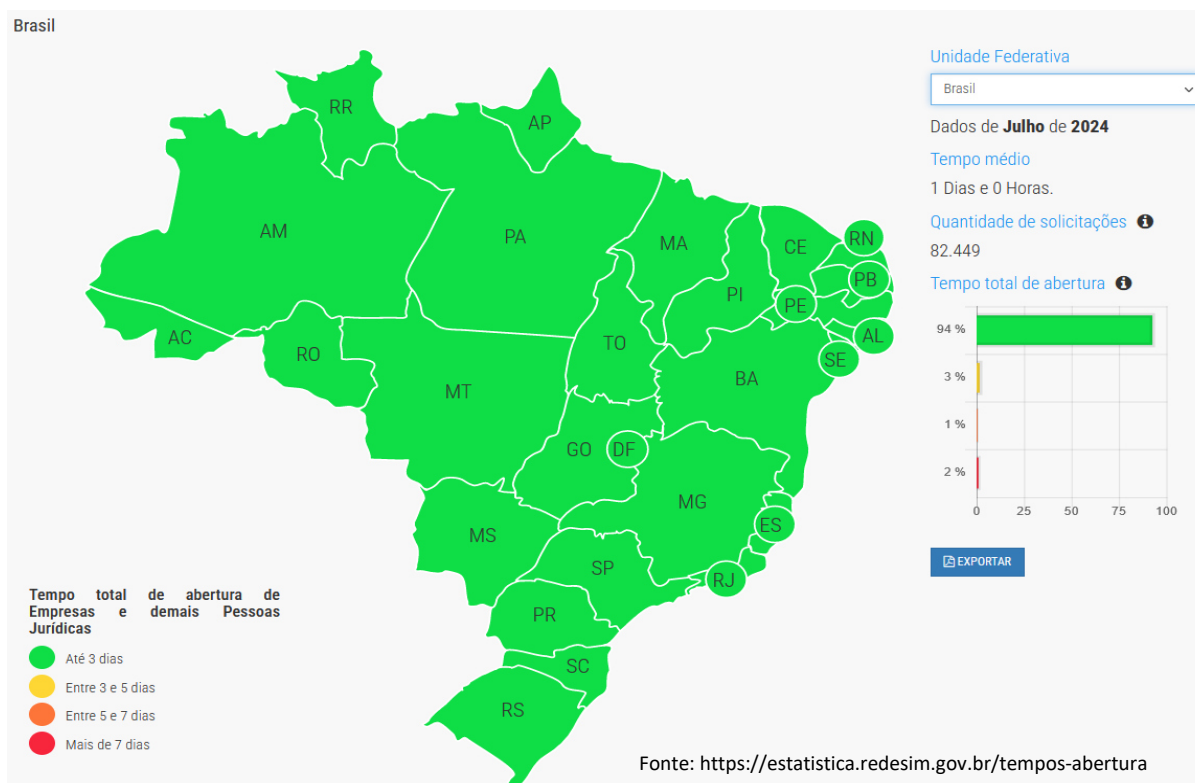 Brasil
RR
AP
AM
PA
MA
CE
RN
PB
PI
PE
AC
RO
TO
AL
SE
MT
BA
GO
DF
MG
MS
ES
SP
RJ
PR
SC
RS
Tempo total de abertura de
Empresas e demais Pessoas
Jurídicas
Até 3 dias
Entre 3 e 5 dias
Entre 5 e 7 dias
Mais de 7 dias
Unidade Federativa
Brasil
Dados de Julho de 2024
Tempo médio
1 Dias e 0 Horas.
Quantidade de solicitações
82.449
Tempo total de abertura
94 %
3 %
1 %
2 %
0 25 50 75 100
EXPORTAR
Fonte: https://estatistica.redesim.gov.br/tempos-abertura